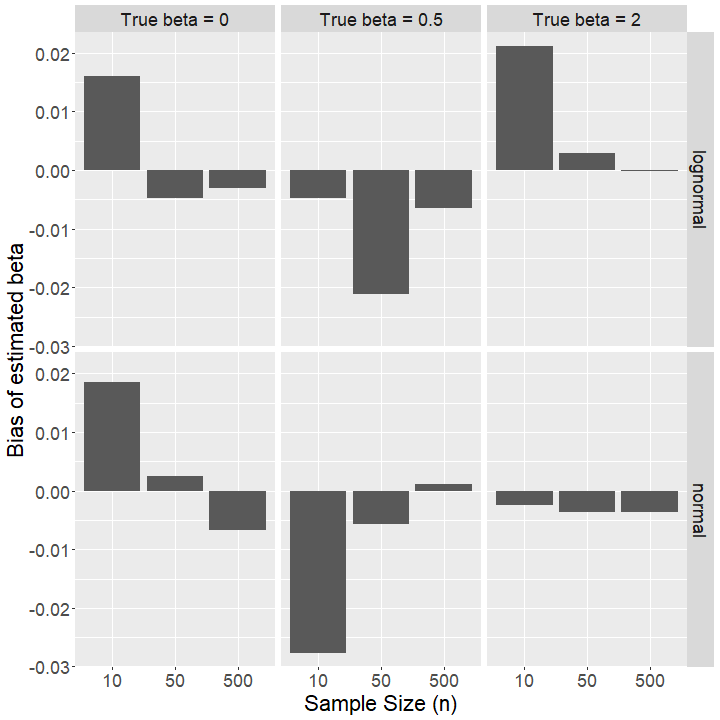 True beta = 0 True beta = 0.5 True beta = 2
0.02
0.01
0.00
-0.01
-0.02
-0.03
lognormal
Bias of estimated beta
0.02
0.01
0.00
-0.01
-0.02
-0.03
normal
10 50 500 10 50 500 10 50 500
Sample Size (n)